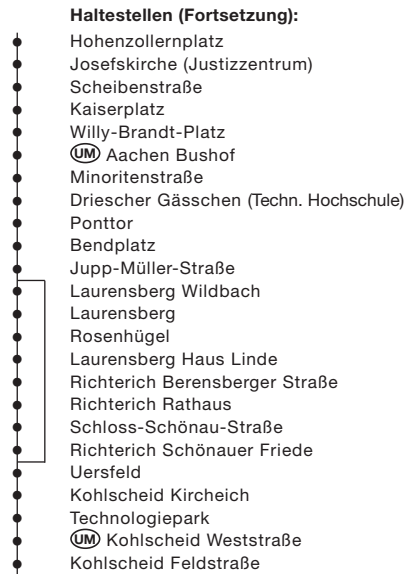 Haltestellen (Fortsetzung):
Hohenzollernplatz
Josefskirche (Justizzentrum)
Scheibenstraße
Kaiserplatz
Willy-Brandt-Platz
UM Aachen Bushof
Minoritenstraße
Driescher Gässchen (Techn. Hochschule)
Ponttor
Bendplatz
Jupp-Müller-Straße
Laurensberg Wildbach
Laurensberg
Rosenhügel
Laurensberg Haus Linde
Richterich Berensberger Straße
Richterich Rathaus
Schloss-Schönau-Straße
Richterich Schönauer Friede
Uersfeld
Kohlscheid Kircheich
Technologiepark
UM Kohlscheid Weststraße
Kohlscheid Feldstraße